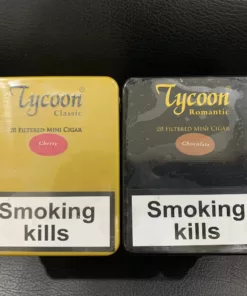 Tycoon
Classic
20 FILTERED MINI CIGAR
Cherry
Smoking
kills
Tycoon
Romantic
20 FILTERED MINI CIGAR
Chocolate
Smoking
kills